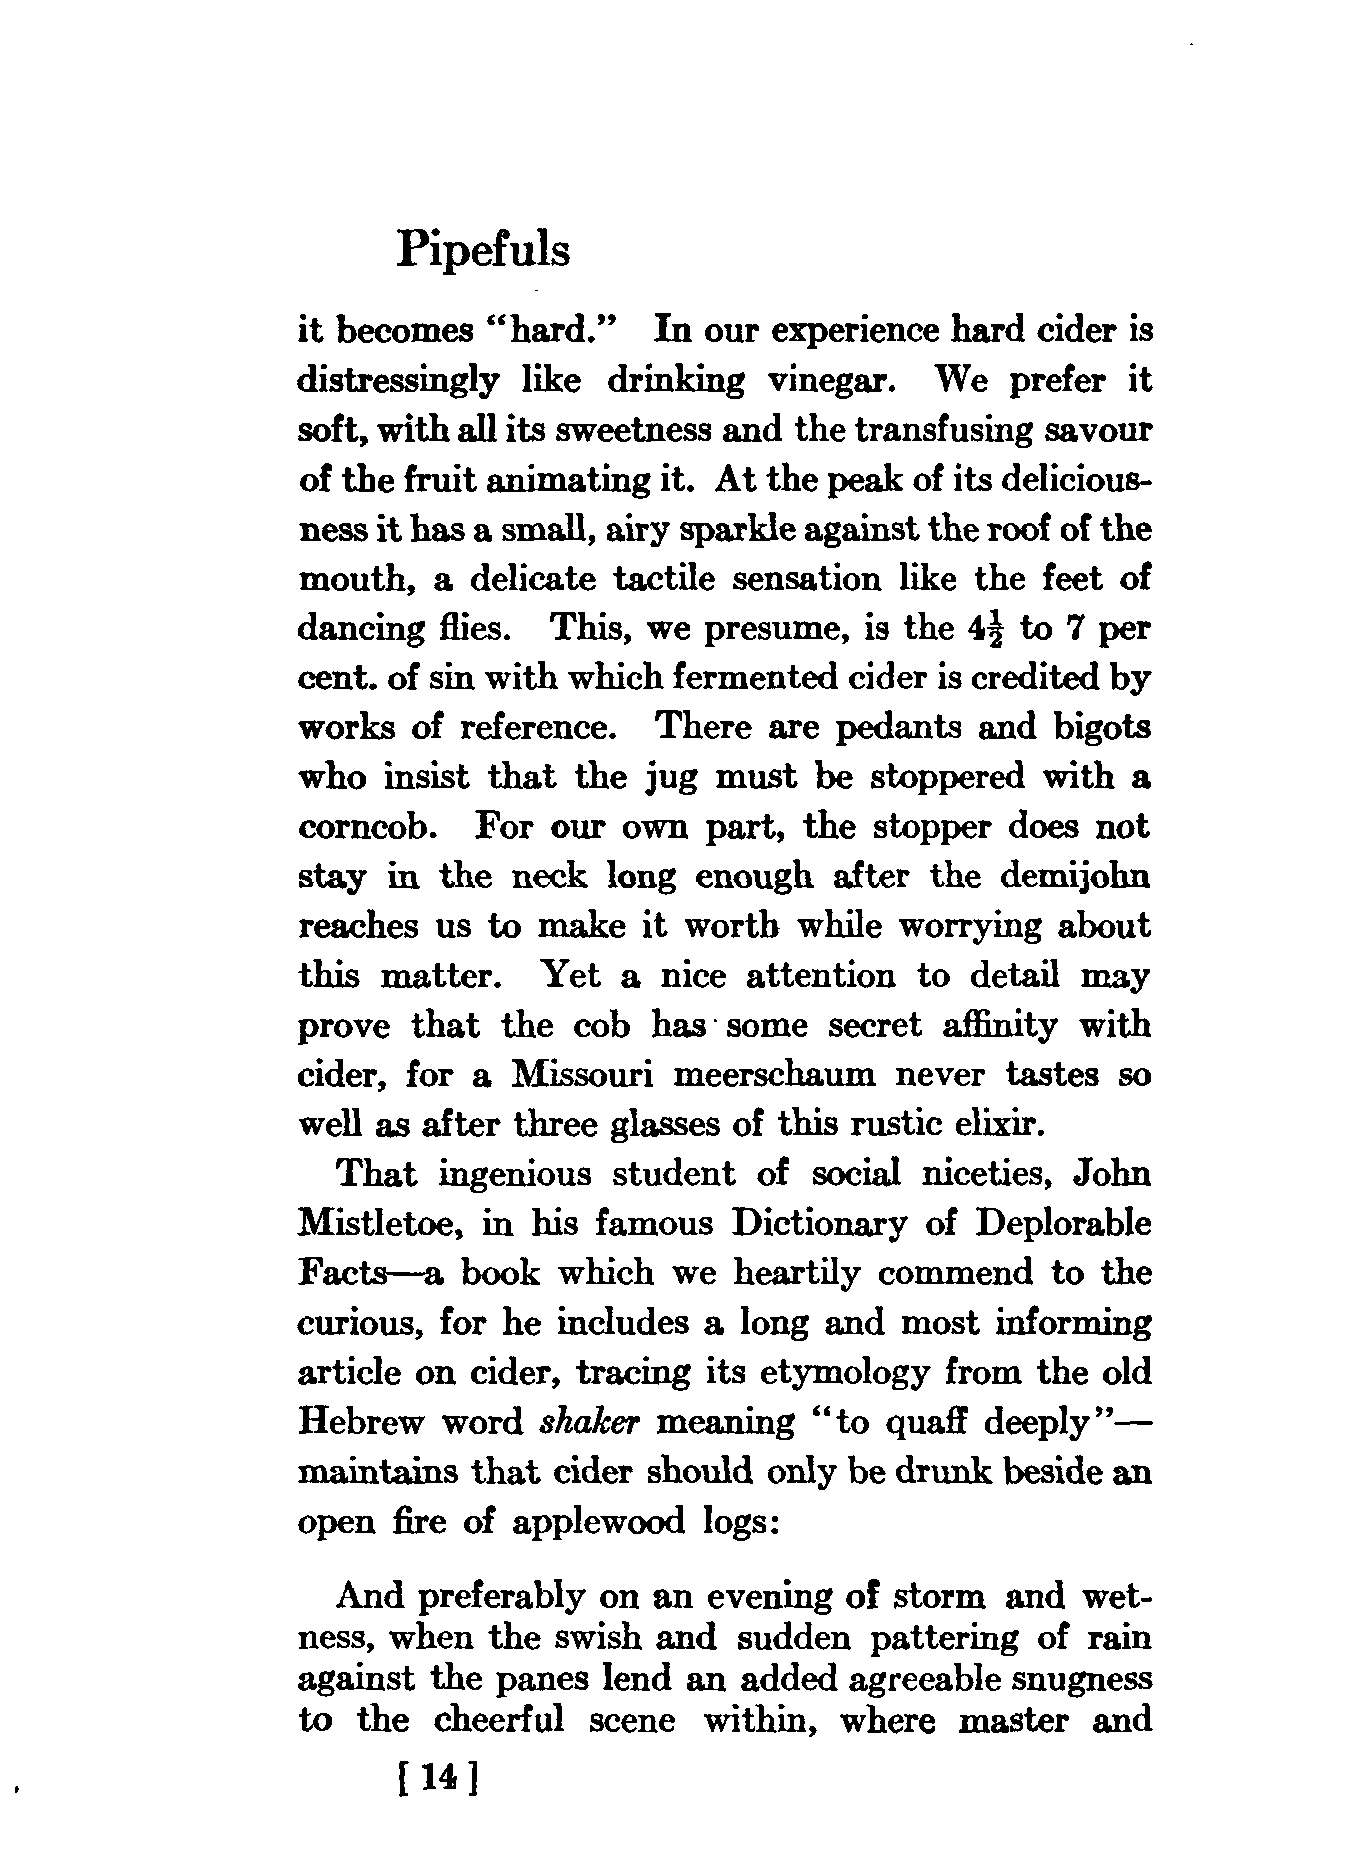 Pipefuls
it becomes “hard.” In our experience hard cider is
distressingly like drinking vinegar. We prefer it
soft, with all its sweetness and the transfusing savour
of the fruit animating it. At the peak of its delicious-
ness it has a small, airy sparkle against the roof of the
mouth, a delicate tactile sensation like the feet of
dancing flies. This, we presume, is the 4½ to 7 per
cent. of sin with which fermented cider is credited by
works of reference. There are pedants and bigots
who insist that the jug must be stoppered with a
corncob. For our own part, the stopper does not
stay in the neck long enough after the demijohn
reaches us to make it worth while worrying about
this matter. Yet a nice attention to detail may
prove that the cob has some secret affinity with
cider, for a Missouri meerschaum never tastes so
well as after three glasses of this rustic elixir.
That ingenious student of social niceties, John
Mistletoe, in his famous Dictionary of Deplorable
Facts—a book which we heartily commend to the
curious, for he includes a long and most informing
article on cider, tracing its etymology from the old
Hebrew word shaker meaning “to quaff deeply”—
maintains that cider should only be drunk beside an
open fire of applewood logs:
And preferably on an evening of storm and wet-
ness, when the swish and sudden pattering of rain
against the panes lend an added agreeable snugness
to the cheerful scene within, where master and
[ 14 ]